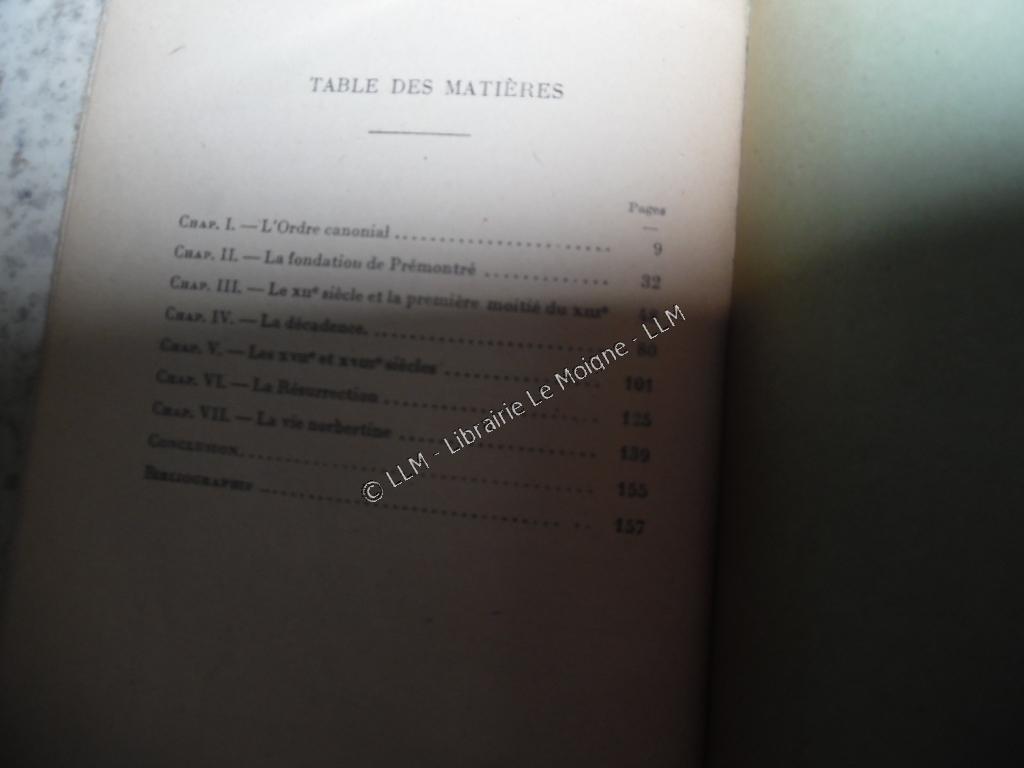 TABLE DES MATIÈRES
Pages
CHAP. I. — L'Ordre canonial .......................... 9
CHAP. II. — La fondation de Prémontré ............. 32
CHAP. III. — Le XIIe siècle et la première moitié du XIIIe
CHAP. IV. — La décadence. .......................... 80
CHAP. V. — Les XVIIe et XVIIIe siècles ................ 101
CHAP. VI. — La Résurrection ......................... 125
CHAP. VII. — La vie norbertine ....................... 139
CONCLUSION. ...................................... 155
BIBLIOGRAPHIE ..................................... 157
© LLM - Librairie Le Moigne - LLM